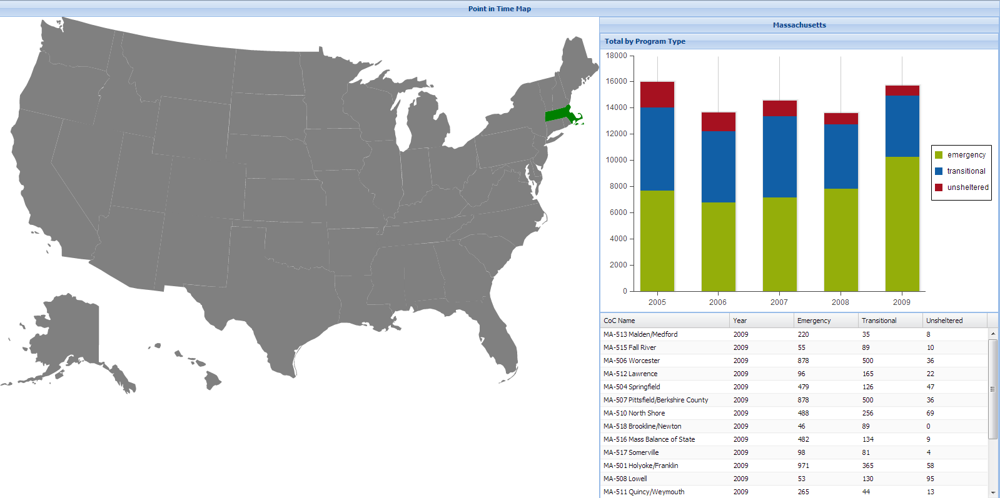 Point in Time Map
Massachusetts
Total by Program Type
18000
16000
14000
12000
10000
8000
6000
4000
2000
0
2005 2006 2007 2008 2009
emergency
transitional
unsheltered
CoC Name Year Emergency Transitional Unsheltered
MA-513 Malden/Medford 2009 220 35 8
MA-515 Fall River 2009 55 89 10
MA-506 Worcester 2009 878 500 36
MA-512 Lawrence 2009 96 165 22
MA-504 Springfield 2009 479 126 47
MA-507 Pittsfield/Berkshire County 2009 878 500 36
MA-510 North Shore 2009 488 256 69
MA-518 Brookline/Newton 2009 46 89 0
MA-516 Mass Balance of State 2009 482 134 9
MA-517 Somerville 2009 98 81 4
MA-501 Holyoke/Franklin 2009 971 365 58
MA-508 Lowell 2009 53 130 95
MA-511 Quincy/Weymouth 2009 265 44 13